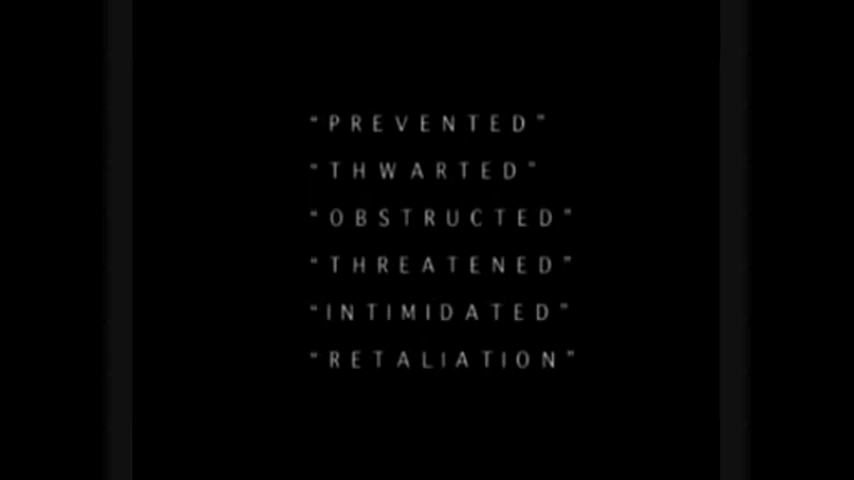 “PREVENTED”
“THWARTED”
“OBSTRUCTED”
“THREATENED”
“INTIMIDATED”
“RETALIATION”